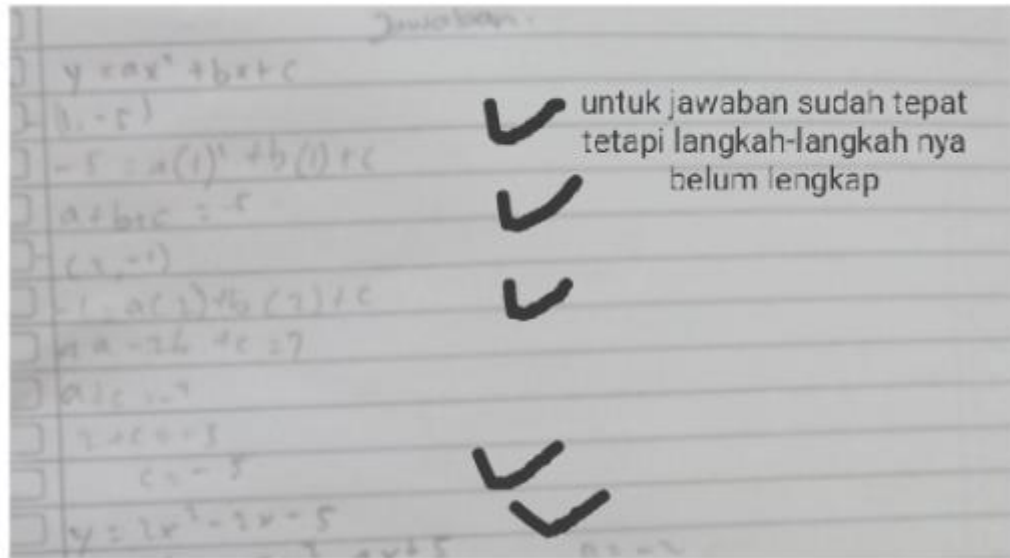 Jawaban:
y = ax² + bx + c
(1, -5)
-5 = a(1)² + b(1) + c
a + b + c = -5
untuk jawaban sudah tepat
tetapi langkah-langkah nya
belum lengkap
-1 = a(2) + b(2) + c
a + c = -3
2 + c = -3
c = -5
y = 2x² - 2x - 5